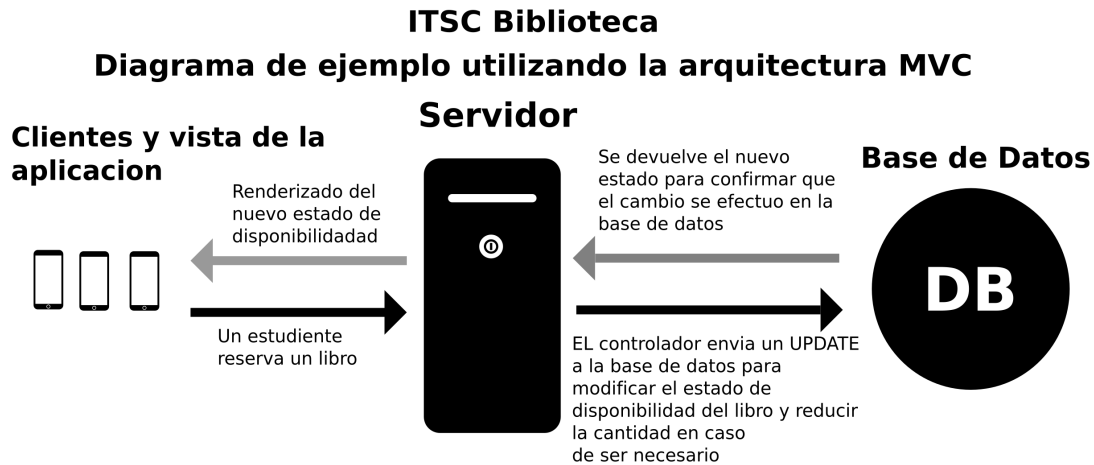 ITSC Biblioteca
Diagrama de ejemplo utilizando la arquitectura MVC
Clientes y vista de la
aplicacion
Servidor
Base de Datos
Renderizado del
nuevo estado de
disponibilidadad
Un estudiente
reserva un libro
Se devuelve el nuevo
estado para confirmar que
el cambio se efectuo en la
base de datos
EL controlador envia un UPDATE
a la base de datos para
modificar el estado de
disponibilidad del libro y reducir
la cantidad en caso
de ser necesario
DB